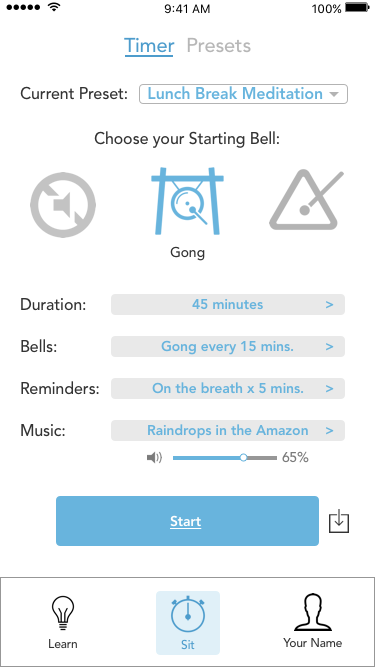 9:41 AM 100%
Timer Presets
Current Preset: Lunch Break Meditation
Choose your Starting Bell:
Gong
Duration: 45 minutes >
Bells: Gong every 15 mins. >
Reminders: On the breath x 5 mins. >
Music: Raindrops in the Amazon >
65%
Start
Learn Sit Your Name